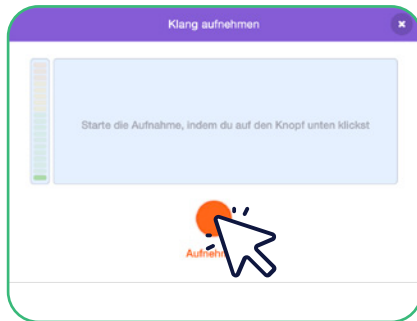 Klang aufnehmen
Starte die Aufnahme, indem du auf den Knopf unten klickst